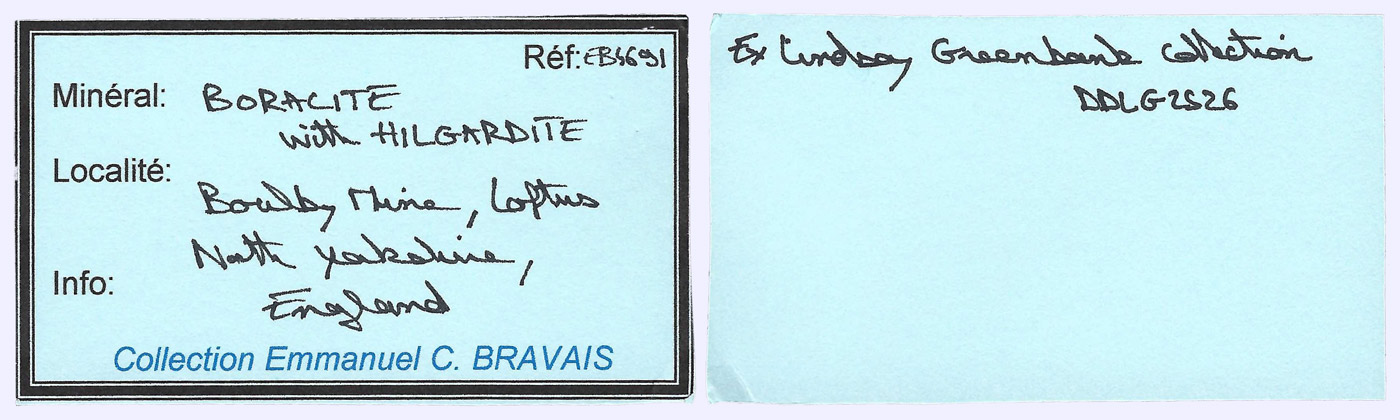 Réf: EB4691
Minéral: BORACITE
with HILGARDITE
Localité:
Boulby Mine, Loftus
North Yorkshire,
Info:
England
Collection Emmanuel C. BRAVAIS
Ex Lindsay Greenbank collection
DDLG2526